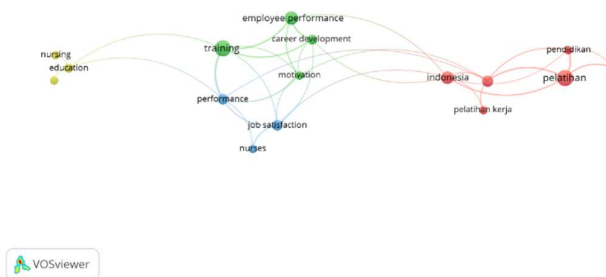 employee performance
career development
training
nursing
education
motivation
indonesia
pendidikan
pelatihan
performance
pelatihan kerja
job satisfaction
nurses
VOSviewer